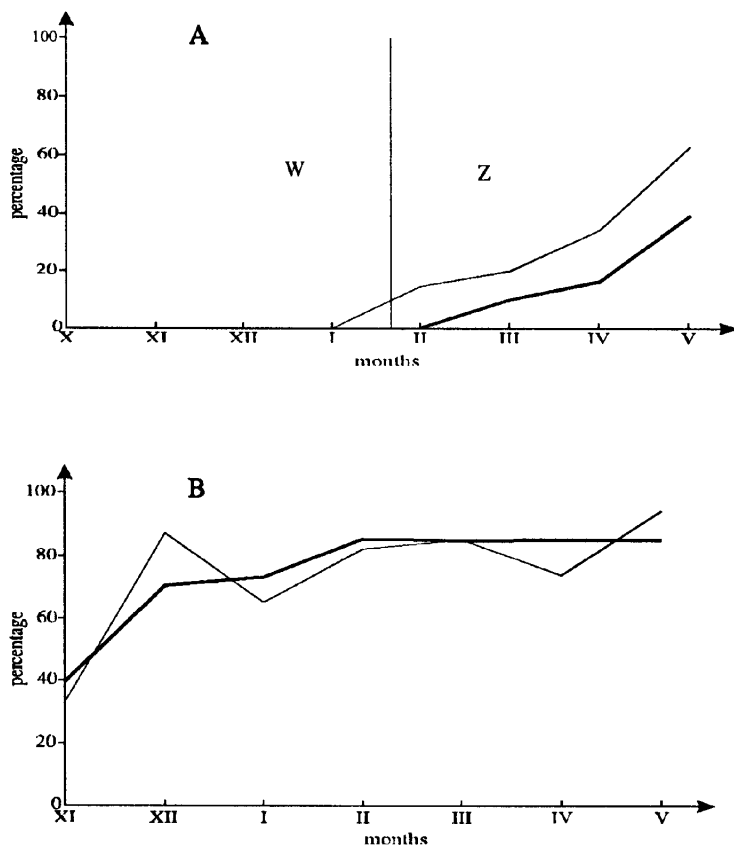 A
100
80
60
40
20
0
percentage
W
Z
X XI XII I II III IV V
months
B
100
80
60
40
20
0
percentage
XI XII I II III IV V
months